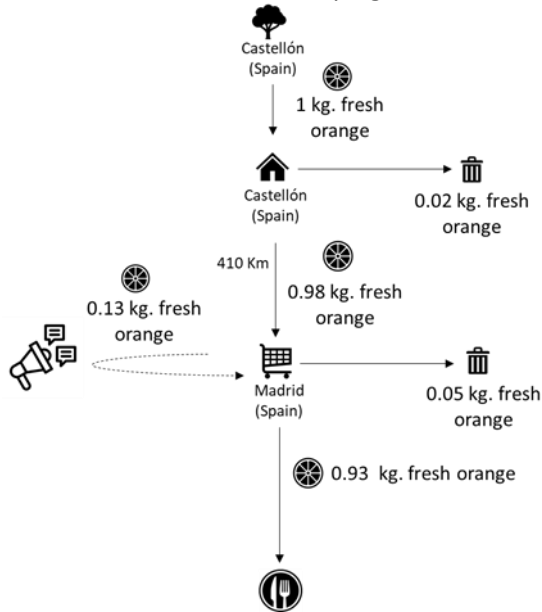 Castellón
(Spain)
1 kg. fresh
orange
Castellón
(Spain)
0.02 kg. fresh
orange
410 Km
0.98 kg. fresh
orange
0.13 kg. fresh
orange
Madrid
(Spain)
0.05 kg. fresh
orange
0.93 kg. fresh orange